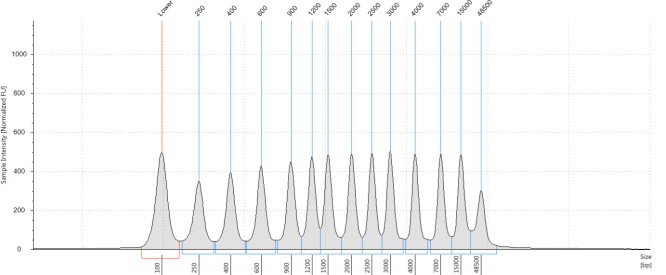 Lower 250 400 600 900 1200 1500 2000 2500 3000 4000 7000 15000 48500
1000
800
600
400
200
0
Sample Intensity [Normalized FU]
100 250 400 600 900 1200 1500 2000 2500 3000 4000 7000 15000 48500
Size
[bp]